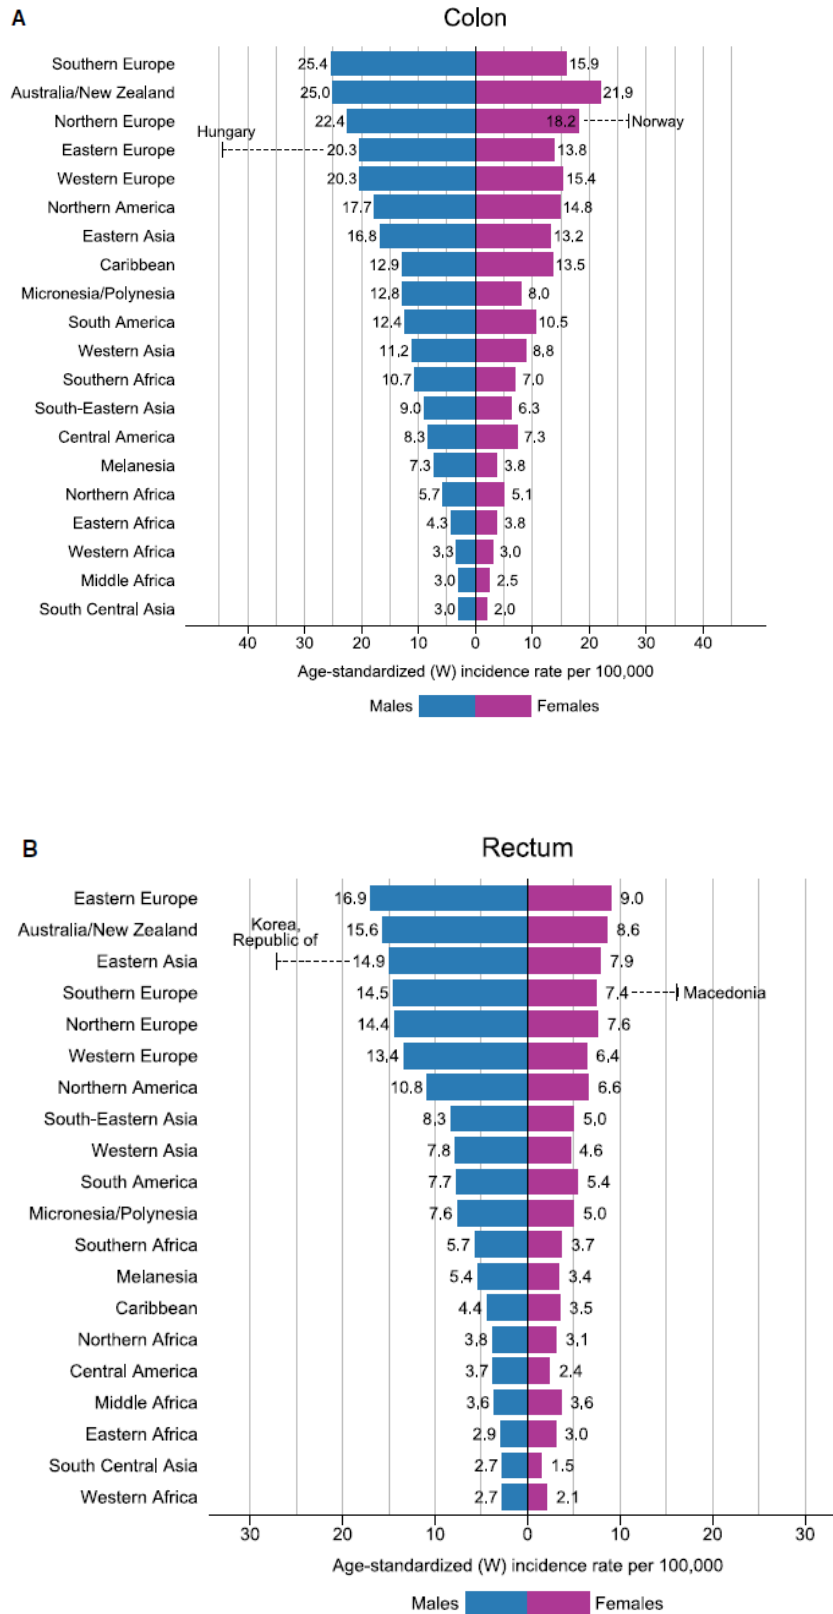 A
Colon
Southern Europe 25.4 15.9
Australia/New Zealand 25.0 21.9
Northern Europe 22.4 18.2 Norway
Hungary
Eastern Europe 20.3 13.8
Western Europe 20.3 15.4
Northern America 17.7 14.8
Eastern Asia 16.8 13.2
Caribbean 12.9 13.5
Micronesia/Polynesia 12.8 8.0
South America 12.4 10.5
Western Asia 11.2 8.8
Southern Africa 10.7 7.0
South-Eastern Asia 9.0 6.3
Central America 8.3 7.3
Melanesia 7.3 3.8
Northern Africa 5.7 5.1
Eastern Africa 4.3 3.8
Western Africa 3.3 3.0
Middle Africa 3.0 2.5
South Central Asia 3.0 2.0
40 30 20 10 0 10 20 30 40
Age-standardized (W) incidence rate per 100,000
Males Females
B
Rectum
Eastern Europe 16.9 9.0
Australia/New Zealand 15.6 8.6
Korea,
Republic of
Eastern Asia 14.9 7.9
Southern Europe 14.5 7.4 Macedonia
Northern Europe 14.4 7.6
Western Europe 13.4 6.4
Northern America 10.8 6.6
South-Eastern Asia 8.3 5.0
Western Asia 7.8 4.6
South America 7.7 5.4
Micronesia/Polynesia 7.6 5.0
Southern Africa 5.7 3.7
Melanesia 5.4 3.4
Caribbean 4.4 3.5
Northern Africa 3.8 3.1
Central America 3.7 2.4
Middle Africa 3.6 3.6
Eastern Africa 2.9 3.0
South Central Asia 2.7 1.5
Western Africa 2.7 2.1
30 20 10 0 10 20 30
Age-standardized (W) incidence rate per 100,000
Males Females